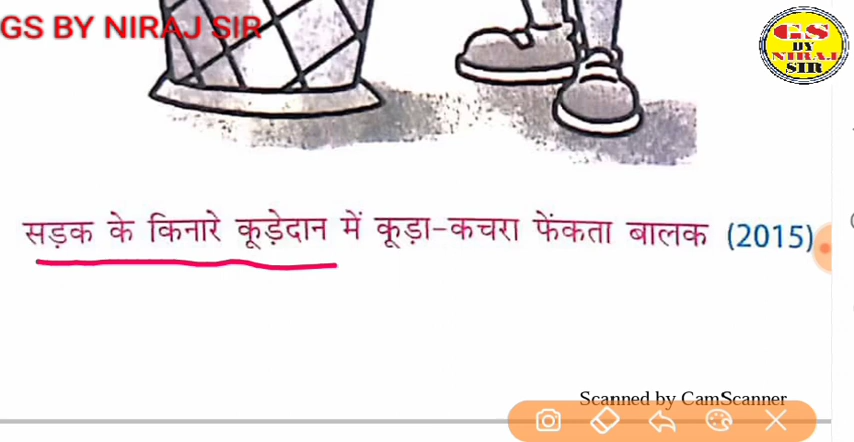 GS BY NIRAJ SIR
GS
BY
NIRAJ
SIR
सड़क के किनारे कूड़ेदान में कूड़ा-कचरा फेंकता बालक (2015)
Scanned by CamScanner